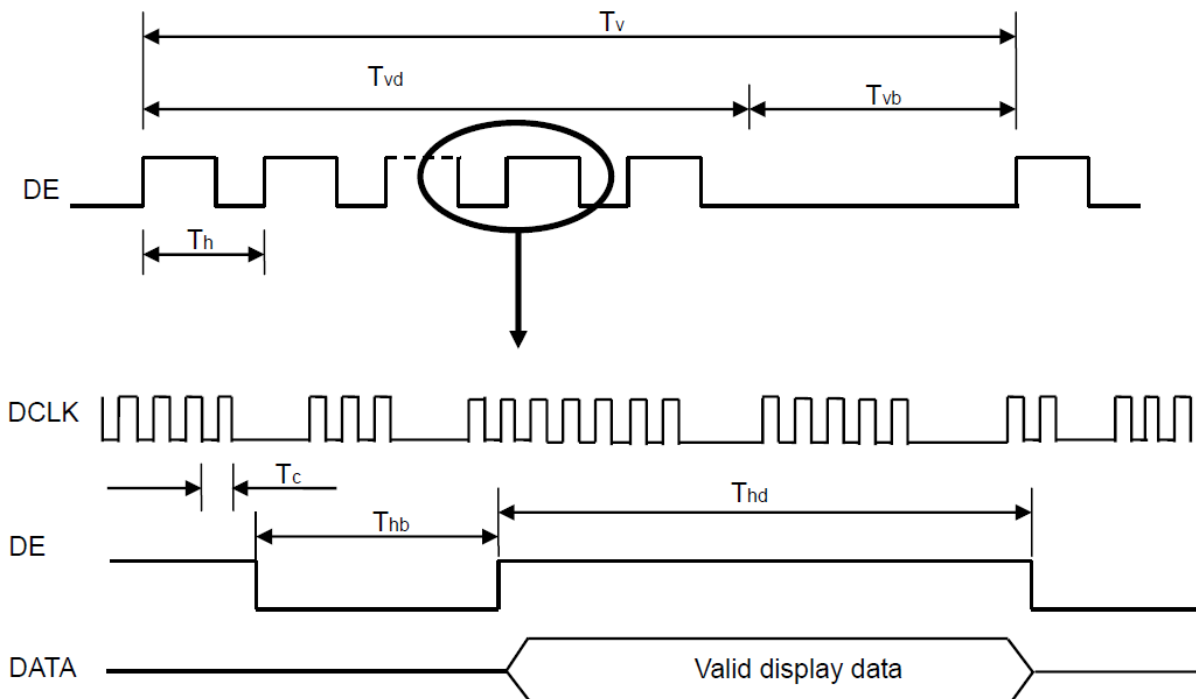 Tv
Tvd
Tvb
DE
Th
DCLK
Tc
Thb
Thd
DE
DATA
Valid display data